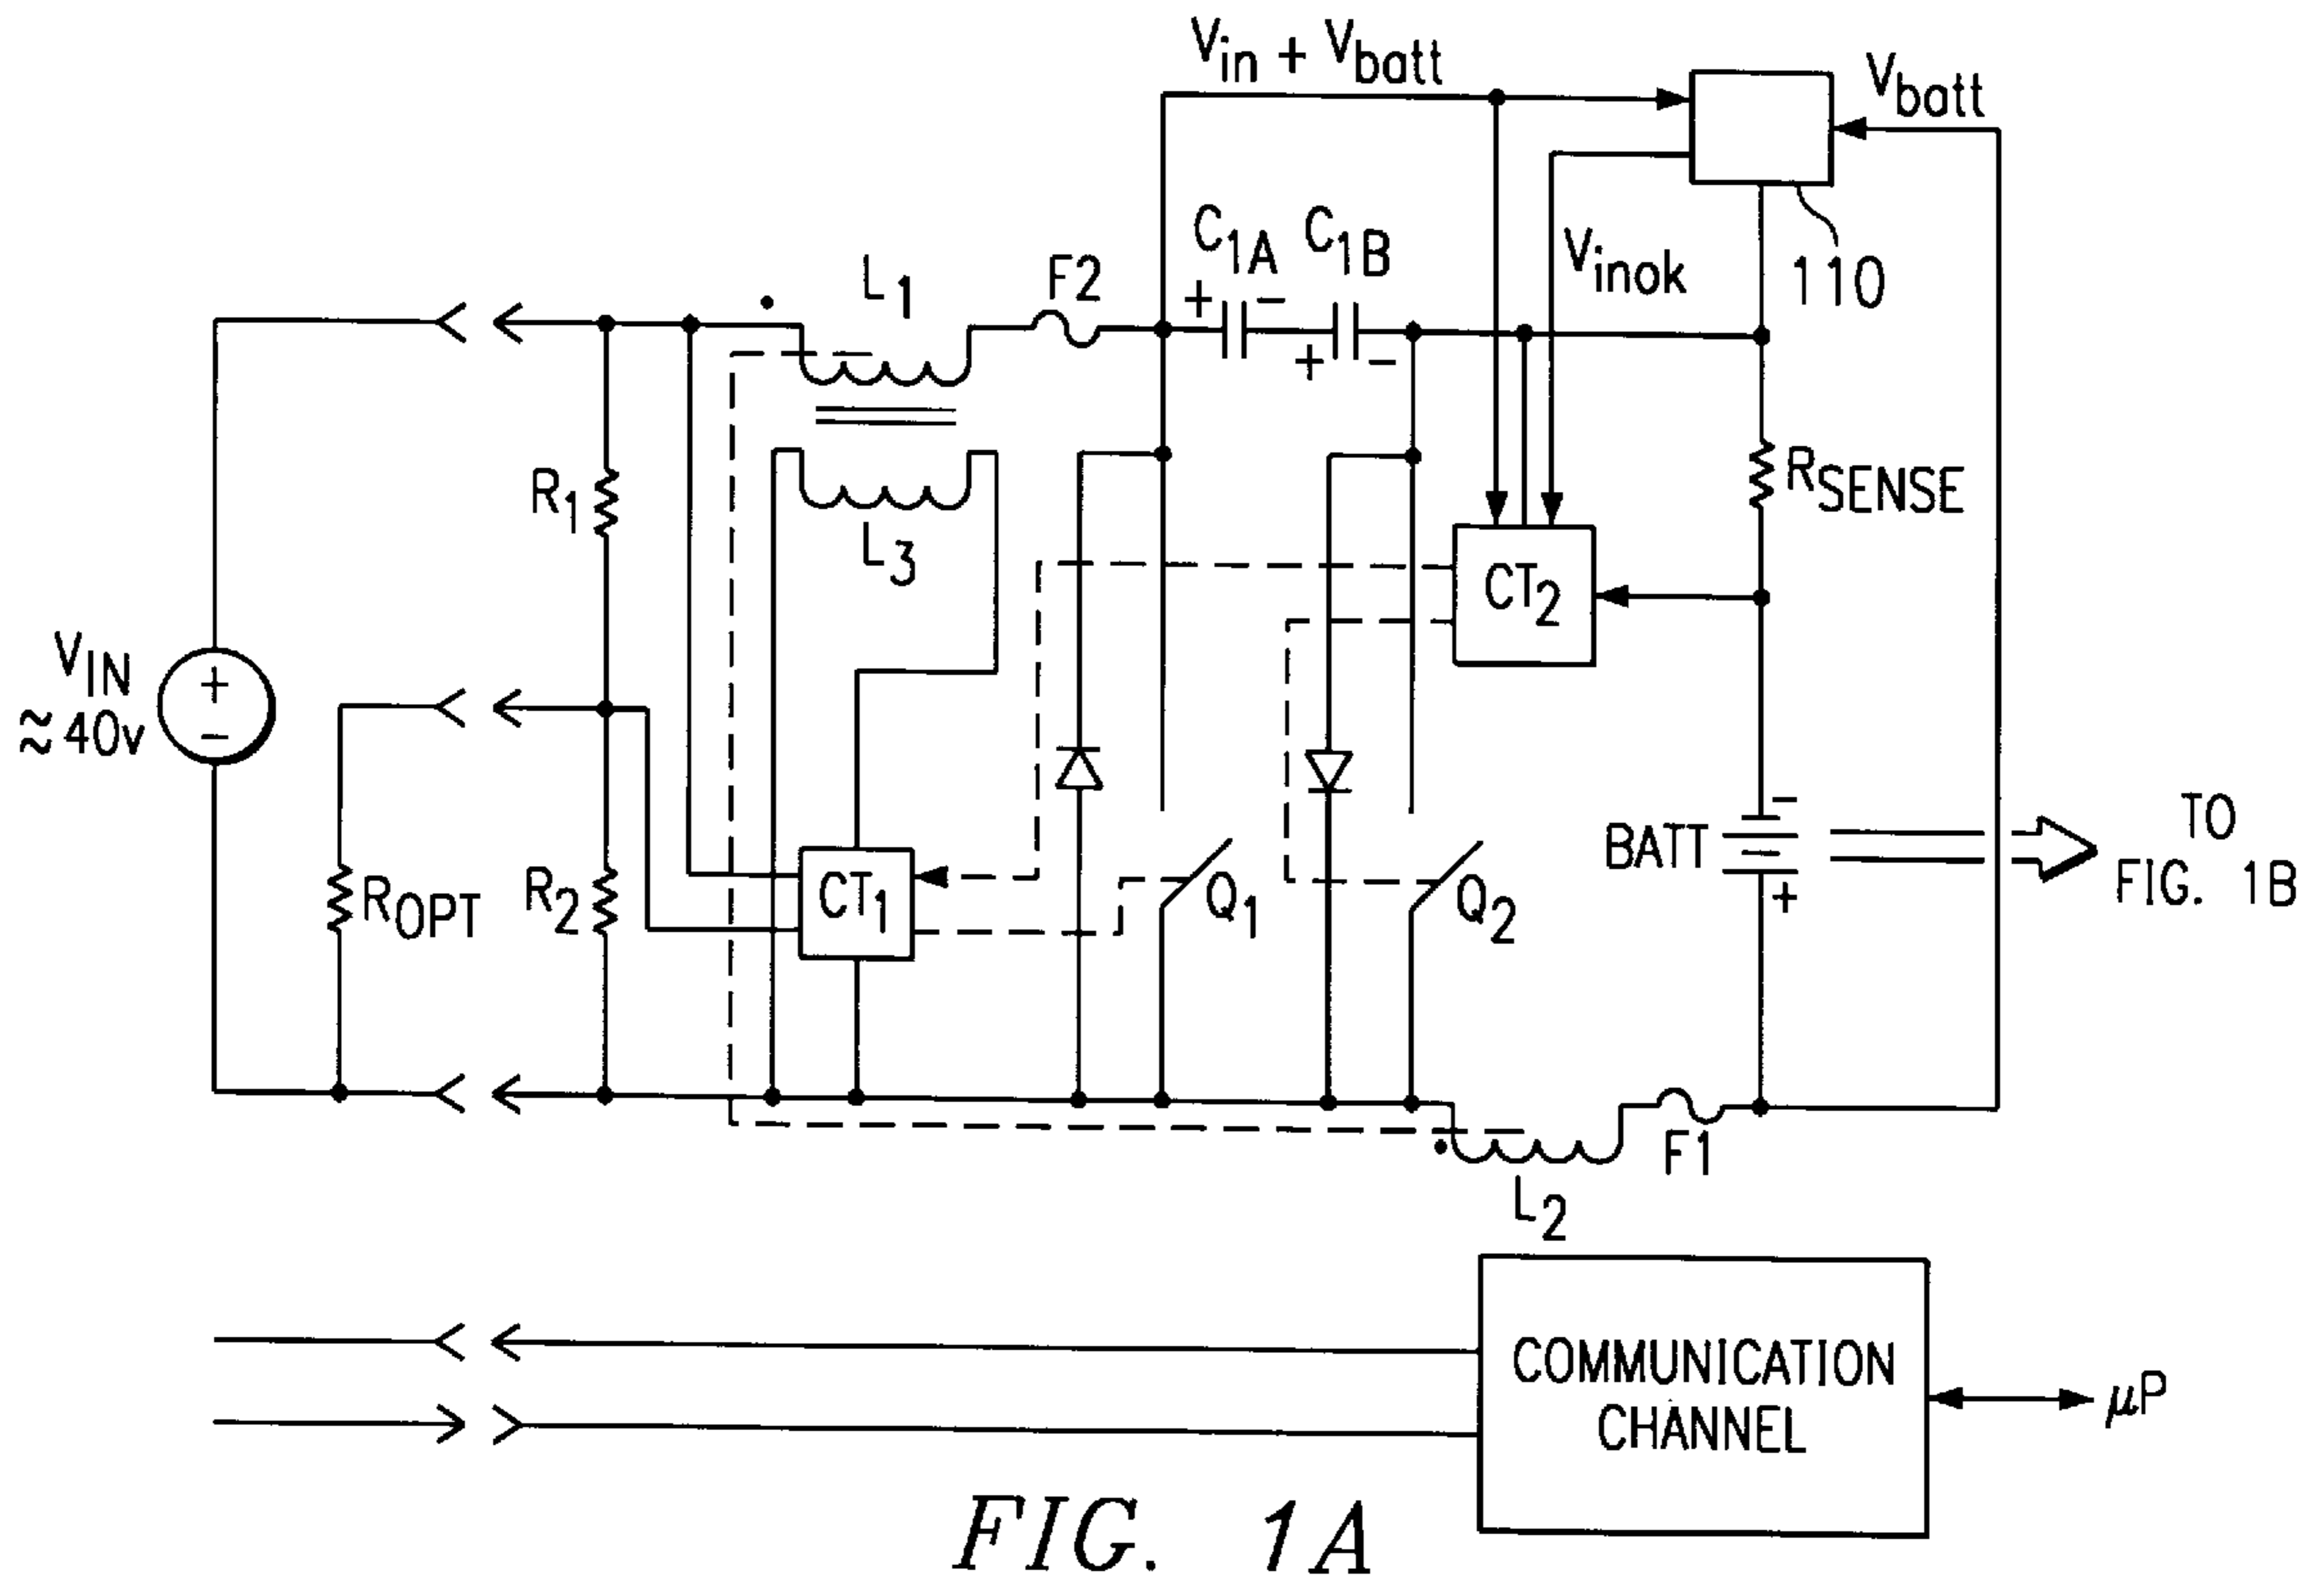 Vin + Vbatt
Vbatt
C1A
C1B
+
-
+
-
Vinok
110
L1
F2
R1
L3
RSENSE
CT2
VIN
≈40v
+
-
ROPT
R2
CT1
Q1
Q2
BATT
-
+
TO
FIG. 1B
F1
L2
COMMUNICATION
CHANNEL
μP
FIG. 1A